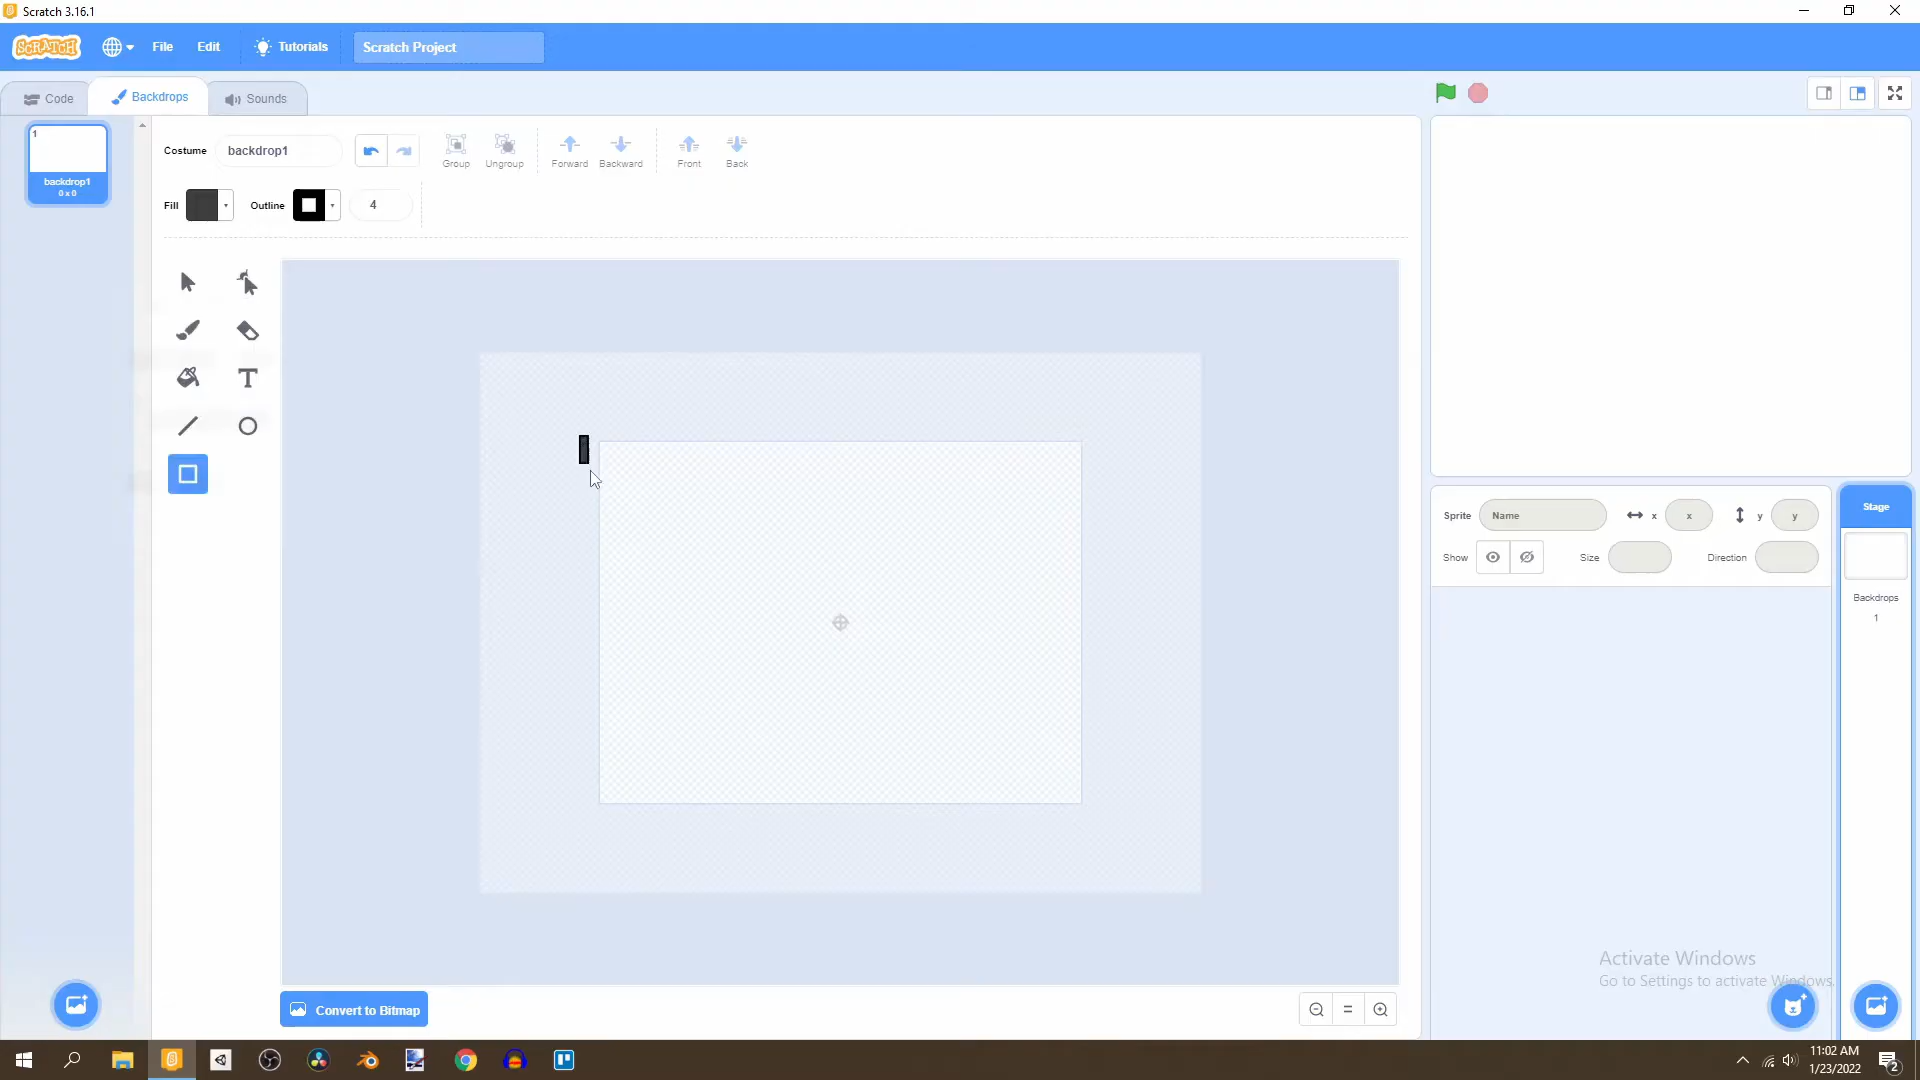 Scratch 3.16.1
SCRATCH
File
Edit
Tutorials
Scratch Project
Code
Backdrops
Sounds
1
backdrop1
0 x 0
Costume
backdrop1
Group
Ungroup
Forward
Backward
Front
Back
Fill
Outline
4
Sprite
Name
x
x
y
y
Show
Size
Direction
Stage
Backdrops
1
Convert to Bitmap
Activate Windows
Go to Settings to activate Windows.
11:02 AM
1/23/2022
2